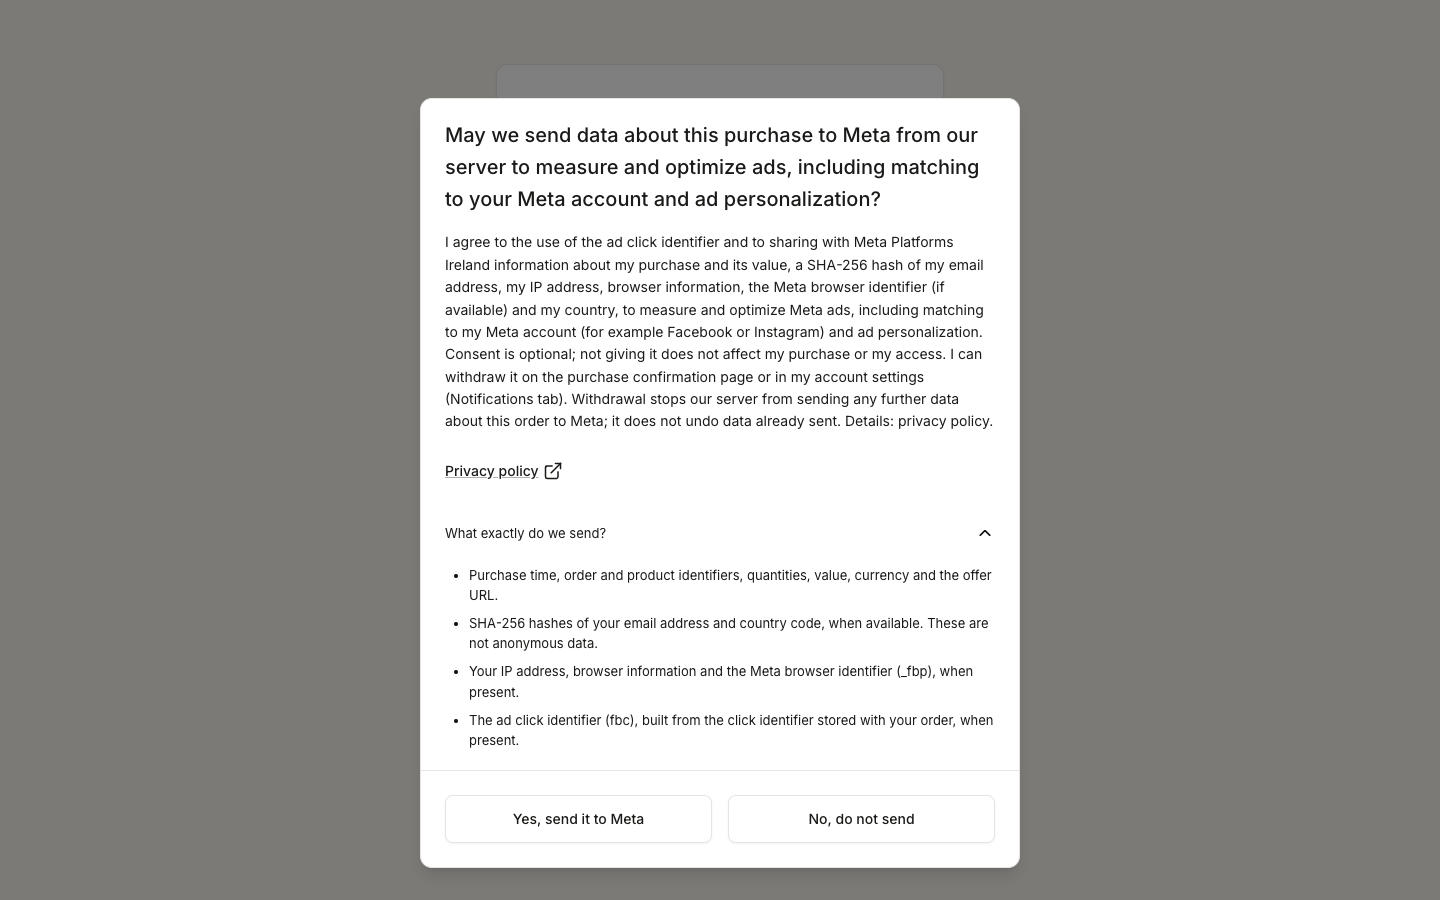 May we send data about this purchase to Meta from our
server to measure and optimize ads, including matching
to your Meta account and ad personalization?
I agree to the use of the ad click identifier and to sharing with Meta Platforms
Ireland information about my purchase and its value, a SHA-256 hash of my email
address, my IP address, browser information, the Meta browser identifier (if
available) and my country, to measure and optimize Meta ads, including matching
to my Meta account (for example Facebook or Instagram) and ad personalization.
Consent is optional; not giving it does not affect my purchase or my access. I can
withdraw it on the purchase confirmation page or in my account settings
(Notifications tab). Withdrawal stops our server from sending any further data
about this order to Meta; it does not undo data already sent. Details: privacy policy.
Privacy policy
What exactly do we send?
• Purchase time, order and product identifiers, quantities, value, currency and the offer
URL.
• SHA-256 hashes of your email address and country code, when available. These are
not anonymous data.
• Your IP address, browser information and the Meta browser identifier (_fbp), when
present.
• The ad click identifier (fbc), built from the click identifier stored with your order, when
present.
Yes, send it to Meta
No, do not send